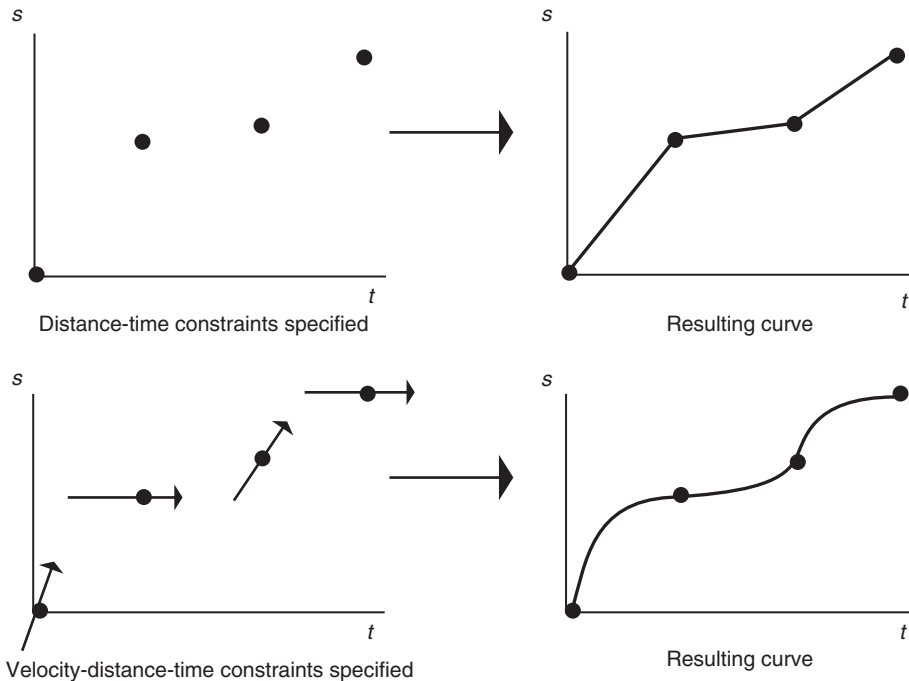 s
s
t
t
Distance-time constraints specified
Resulting curve
s
s
t
t
Velocity-distance-time constraints specified
Resulting curve